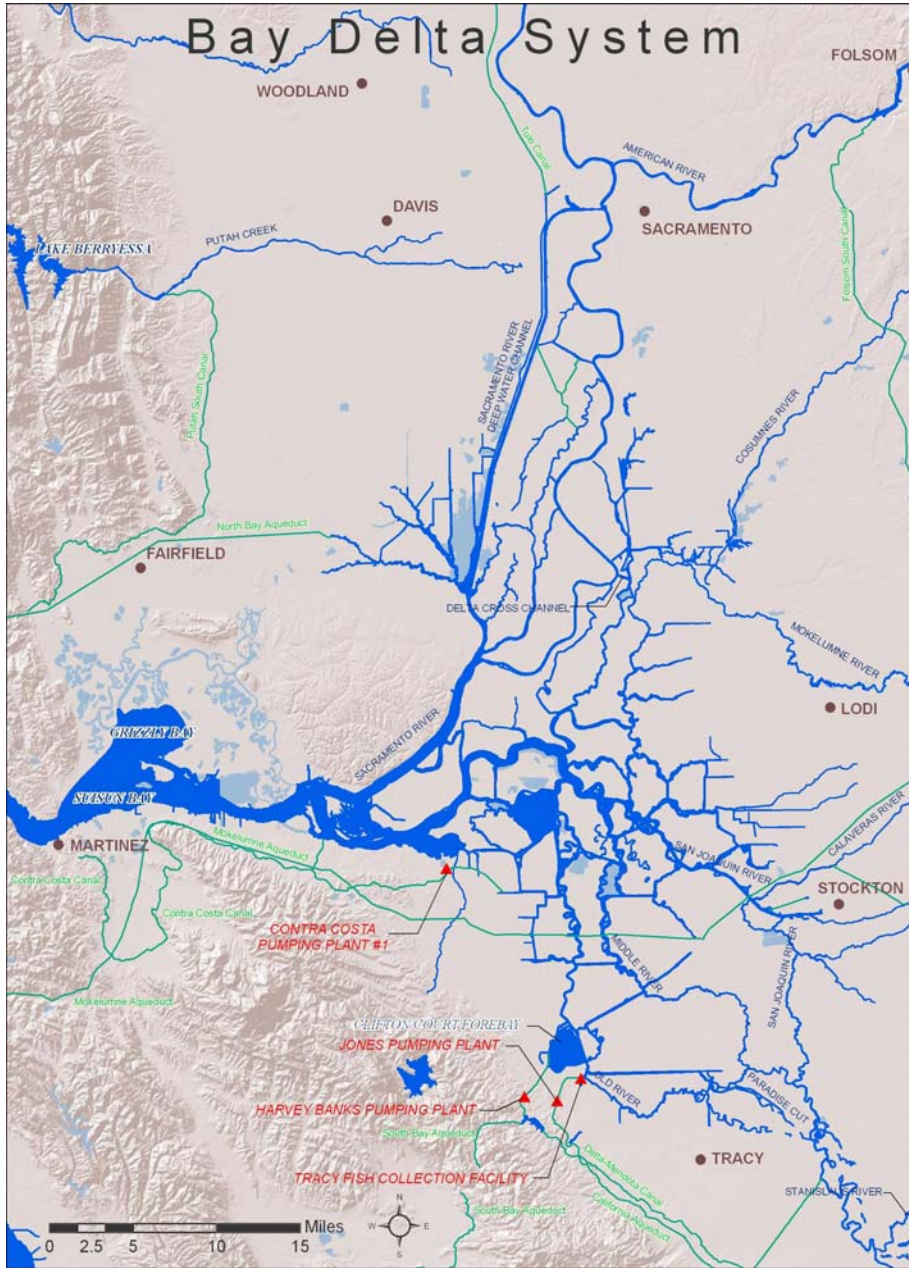 Bay Delta System
FOLSOM
WOODLAND
Tule Canal
AMERICAN RIVER
DAVIS
SACRAMENTO
PUTAH CREEK
LAKE BERRYESSA
Folsom South Canal
SACRAMENTO RIVER
DEEP WATER CHANNEL
Putah South Canal
COSUMNES RIVER
North Bay Aqueduct
FAIRFIELD
DELTA CROSS CHANNEL
MOKELUMNE RIVER
LODI
GRIZZLY BAY
SACRAMENTO RIVER
SUISUN BAY
MARTINEZ
Mokelumne Aqueduct
CALAVERAS RIVER
SAN JOAQUIN RIVER
Contra Costa Canal
STOCKTON
Contra Costa Canal
CONTRA COSTA
PUMPING PLANT #1
MIDDLE RIVER
SAN JOAQUIN RIVER
Mokelumne Aqueduct
CLIFTON COURT FOREBAY
JONES PUMPING PLANT
OLD RIVER
PARADISE CUT
HARVEY BANKS PUMPING PLANT
South Bay Aqueduct
TRACY
TRACY FISH COLLECTION FACILITY
Delta-Mendota Canal
California Aqueduct
STANISLAUS RIVER
South Bay Aqueduct
N
W E
S
Miles
0 2.5 5 10 15